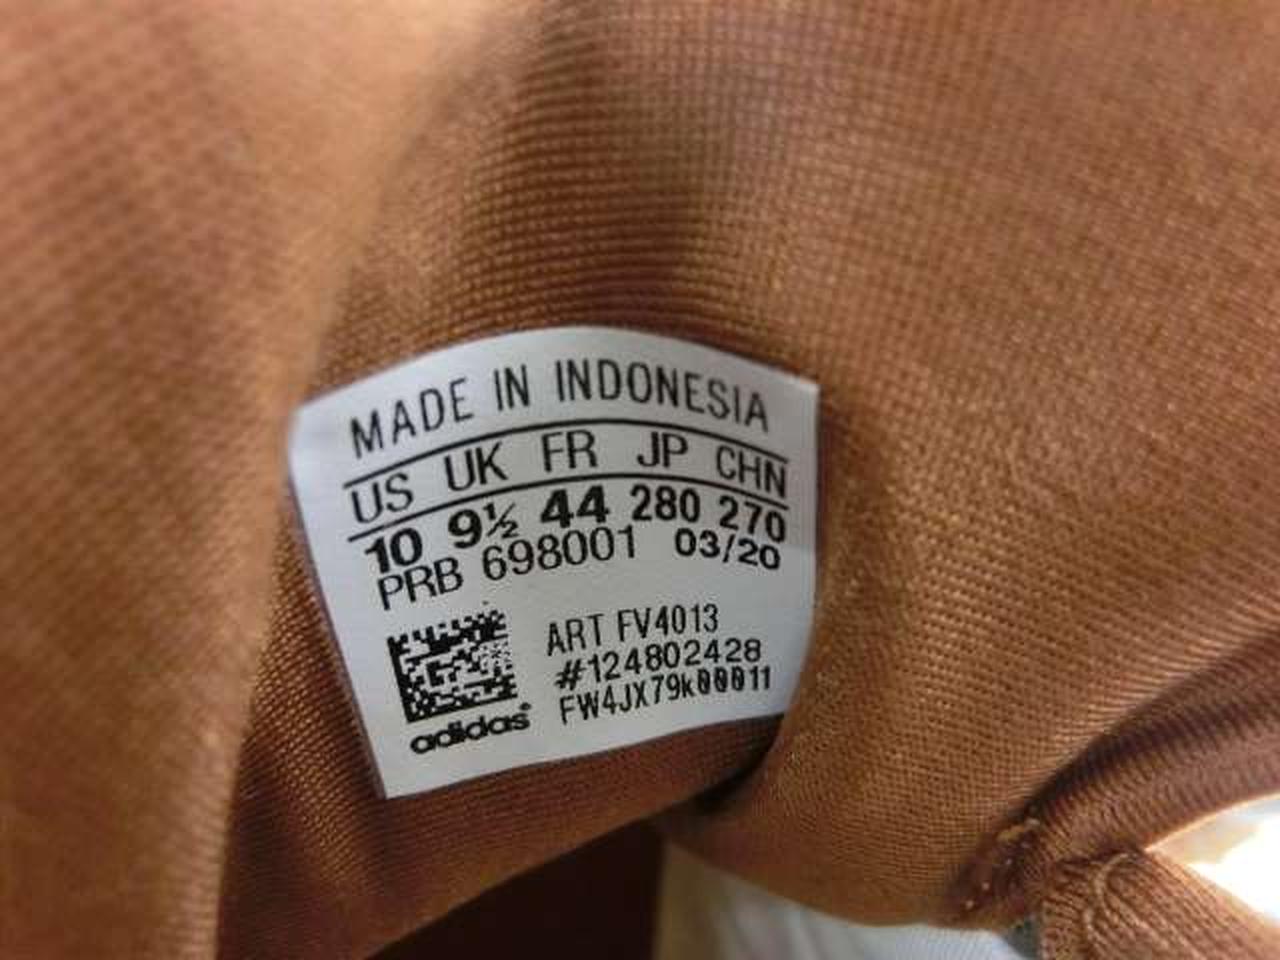 MADE IN INDONESIA
US UK FR JP CHN
10 9½ 44 280 270
PRB 698001 03/20
ART FV4013
#124802428
FW4JX79k00011
adidas®